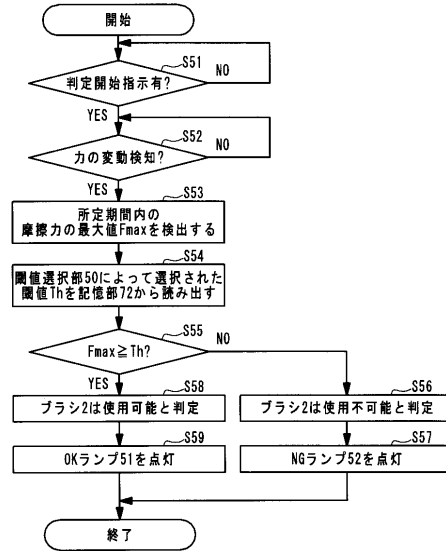 開始
S51
判定開始指示有?
NO
YES
S52
力の変動検知?
NO
YES
S53
所定期間内の
摩擦力の最大値Fmaxを検出する
S54
閾値選択部50によって選択された
閾値Thを記憶部72から読み出す
S55
Fmax≧Th?
NO
YES
S58
ブラシ2は使用可能と判定
S56
ブラシ2は使用不可能と判定
S59
OKランプ51を点灯
S57
NGランプ52を点灯
終了